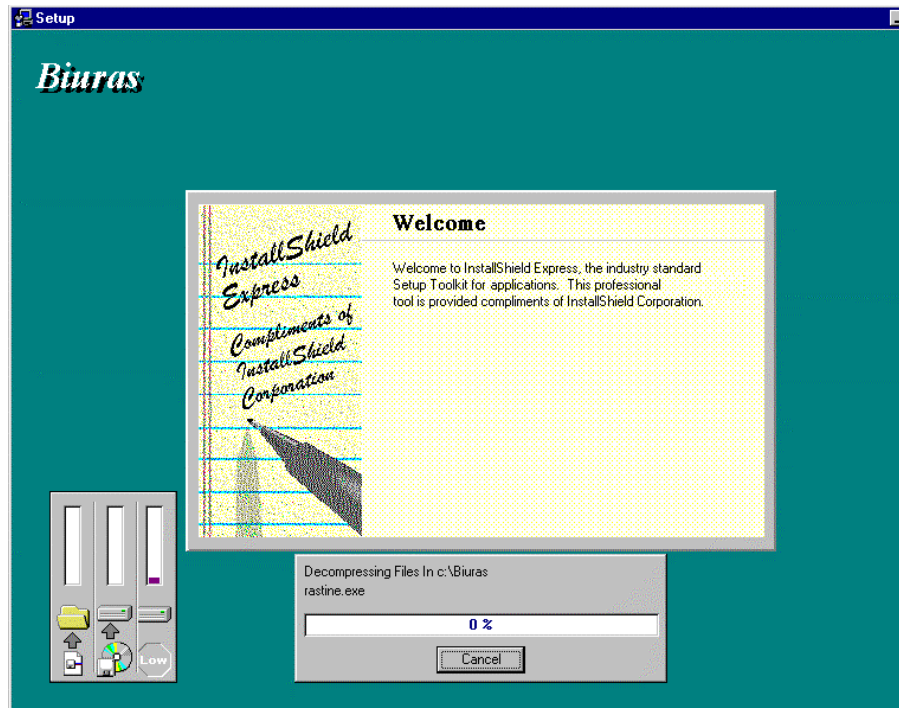 Setup
Biuras
InstallShield
Express
Compliments of
InstallShield
Corporation
Welcome
Welcome to InstallShield Express, the industry standard
Setup Toolkit for applications. This professional
tool is provided compliments of InstallShield Corporation.
Decompressing Files In c:\Biuras
rastine.exe
0 %
Cancel
Low